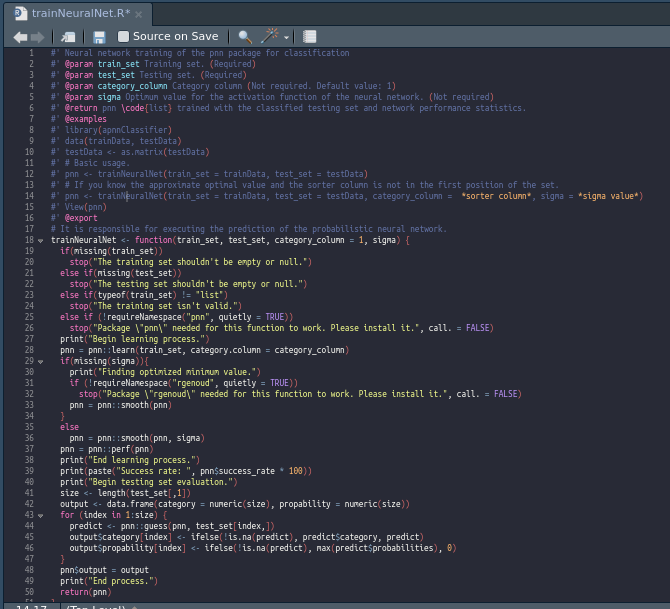 trainNeuralNet.R* ×
Source on Save
1 #' Neural network training of the pnn package for classification
2 #' @param train_set Training set. (Required)
3 #' @param test_set Testing set. (Required)
4 #' @param category_column Category column (Not required. Default value: 1)
5 #' @param sigma Optimum value for the activation function of the neural network. (Not required)
6 #' @return pnn \code{list} trained with the classified testing set and network performance statistics.
7 #' @examples
8 #' library(apnnClassifier)
9 #' data(trainData, testData)
10 #' testData <- as.matrix(testData)
11 #' # Basic usage.
12 #' pnn <- trainNeuralNet(train_set = trainData, test_set = testData)
13 #' # If you know the approximate optimal value and the sorter column is not in the first position of the set.
14 #' pnn <- trainNeuralNet(train_set = trainData, test_set = testData, category_column =  *sorter column*, sigma = *sigma value*)
15 #' View(pnn)
16 #' @export
17 # It is responsible for executing the prediction of the probabilistic neural network.
18 trainNeuralNet <- function(train_set, test_set, category_column = 1, sigma) {
19 if(missing(train_set))
20 stop("The training set shouldn't be empty or null.")
21 else if(missing(test_set))
22 stop("The testing set shouldn't be empty or null.")
23 else if(typeof(train_set) != "list")
24 stop("The training set isn't valid.")
25 else if (!requireNamespace("pnn", quietly = TRUE))
26 stop("Package \"pnn\" needed for this function to work. Please install it.", call. = FALSE)
27 print("Begin learning process.")
28 pnn = pnn::learn(train_set, category.column = category_column)
29 if(missing(sigma)){
30 print("Finding optimized minimum value.")
31 if (!requireNamespace("rgenoud", quietly = TRUE))
32 stop("Package \"rgenoud\" needed for this function to work. Please install it.", call. = FALSE)
33 pnn = pnn::smooth(pnn)
34 }
35 else
36 pnn = pnn::smooth(pnn, sigma)
37 pnn = pnn::perf(pnn)
38 print("End learning process.")
39 print(paste("Success rate: ", pnn$success_rate * 100))
40 print("Begin testing set evaluation.")
41 size <- length(test_set[,1])
42 output <- data.frame(category = numeric(size), propability = numeric(size))
43 for (index in 1:size) {
44 predict <- pnn::guess(pnn, test_set[index,])
45 output$category[index] <- ifelse(!is.na(predict), predict$category, predict)
46 output$propability[index] <- ifelse(!is.na(predict), max(predict$probabilities), 0)
47 }
48 pnn$output = output
49 print("End process.")
50 return(pnn)